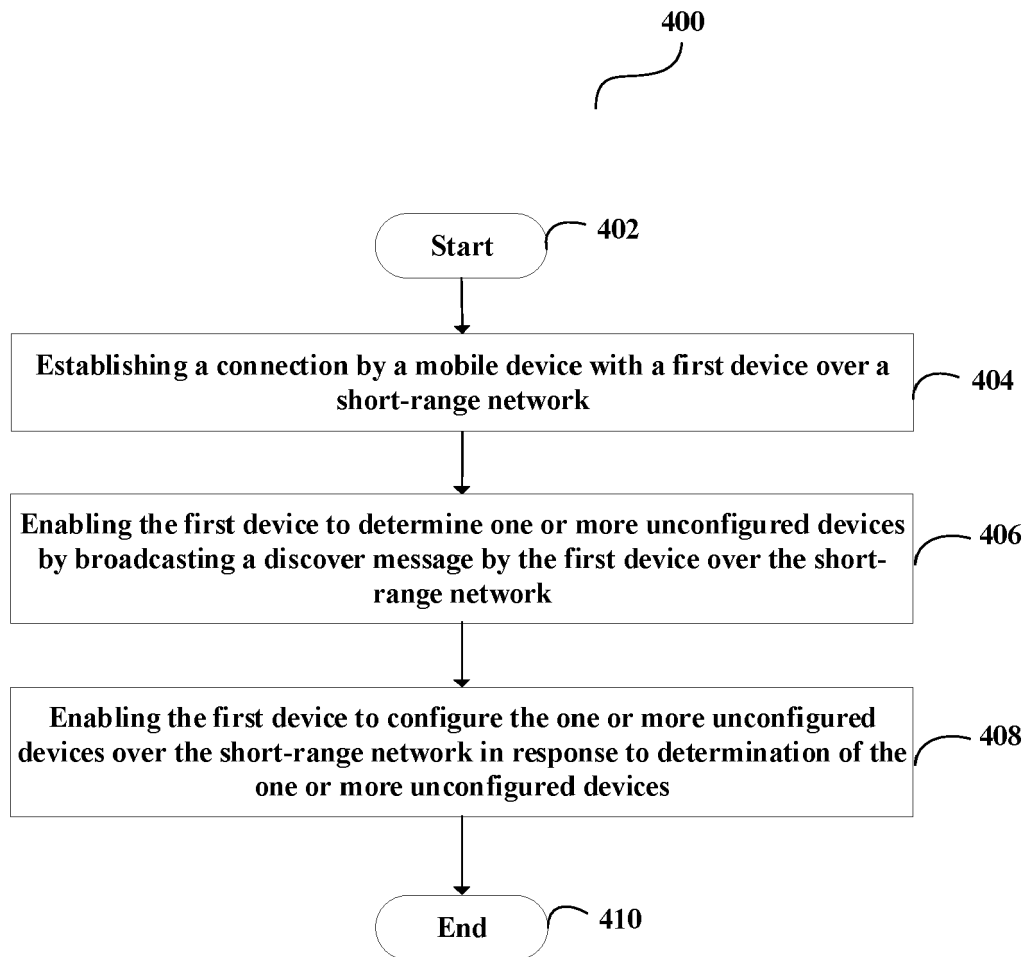 400
Start
402
Establishing a connection by a mobile device with a first device over a
short-range network
404
Enabling the first device to determine one or more unconfigured devices
by broadcasting a discover message by the first device over the short-
range network
406
Enabling the first device to configure the one or more unconfigured
devices over the short-range network in response to determination of the
one or more unconfigured devices
408
End
410